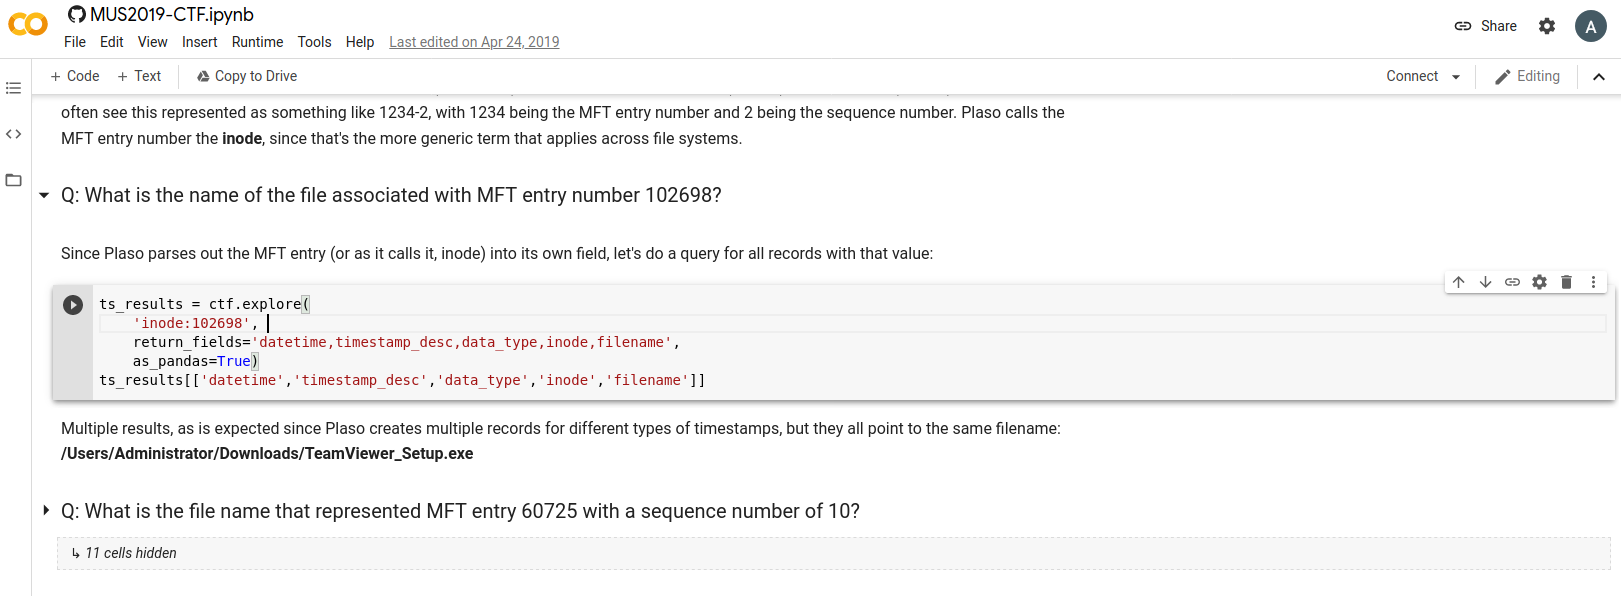 MUS2019-CTF.ipynb
File Edit View Insert Runtime Tools Help Last edited on Apr 24, 2019
Share
A
+ Code + Text Copy to Drive
Connect
Editing
often see this represented as something like 1234-2, with 1234 being the MFT entry number and 2 being the sequence number. Plaso calls the
MFT entry number the inode, since that's the more generic term that applies across file systems.
Q: What is the name of the file associated with MFT entry number 102698?
Since Plaso parses out the MFT entry (or as it calls it, inode) into its own field, let's do a query for all records with that value:
ts_results = ctf.explore(
    'inode:102698',
    return_fields='datetime,timestamp_desc,data_type,inode,filename',
    as_pandas=True)
ts_results[['datetime','timestamp_desc','data_type','inode','filename']]
Multiple results, as is expected since Plaso creates multiple records for different types of timestamps, but they all point to the same filename:
/Users/Administrator/Downloads/TeamViewer_Setup.exe
Q: What is the file name that represented MFT entry 60725 with a sequence number of 10?
↳ 11 cells hidden